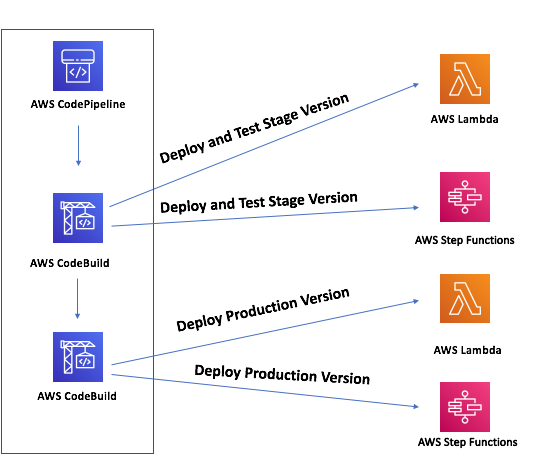 AWS CodePipeline
Deploy and Test Stage Version
AWS Lambda
Deploy and Test Stage Version
AWS Step Functions
AWS CodeBuild
Deploy Production Version
AWS Lambda
Deploy Production Version
AWS CodeBuild
AWS Step Functions